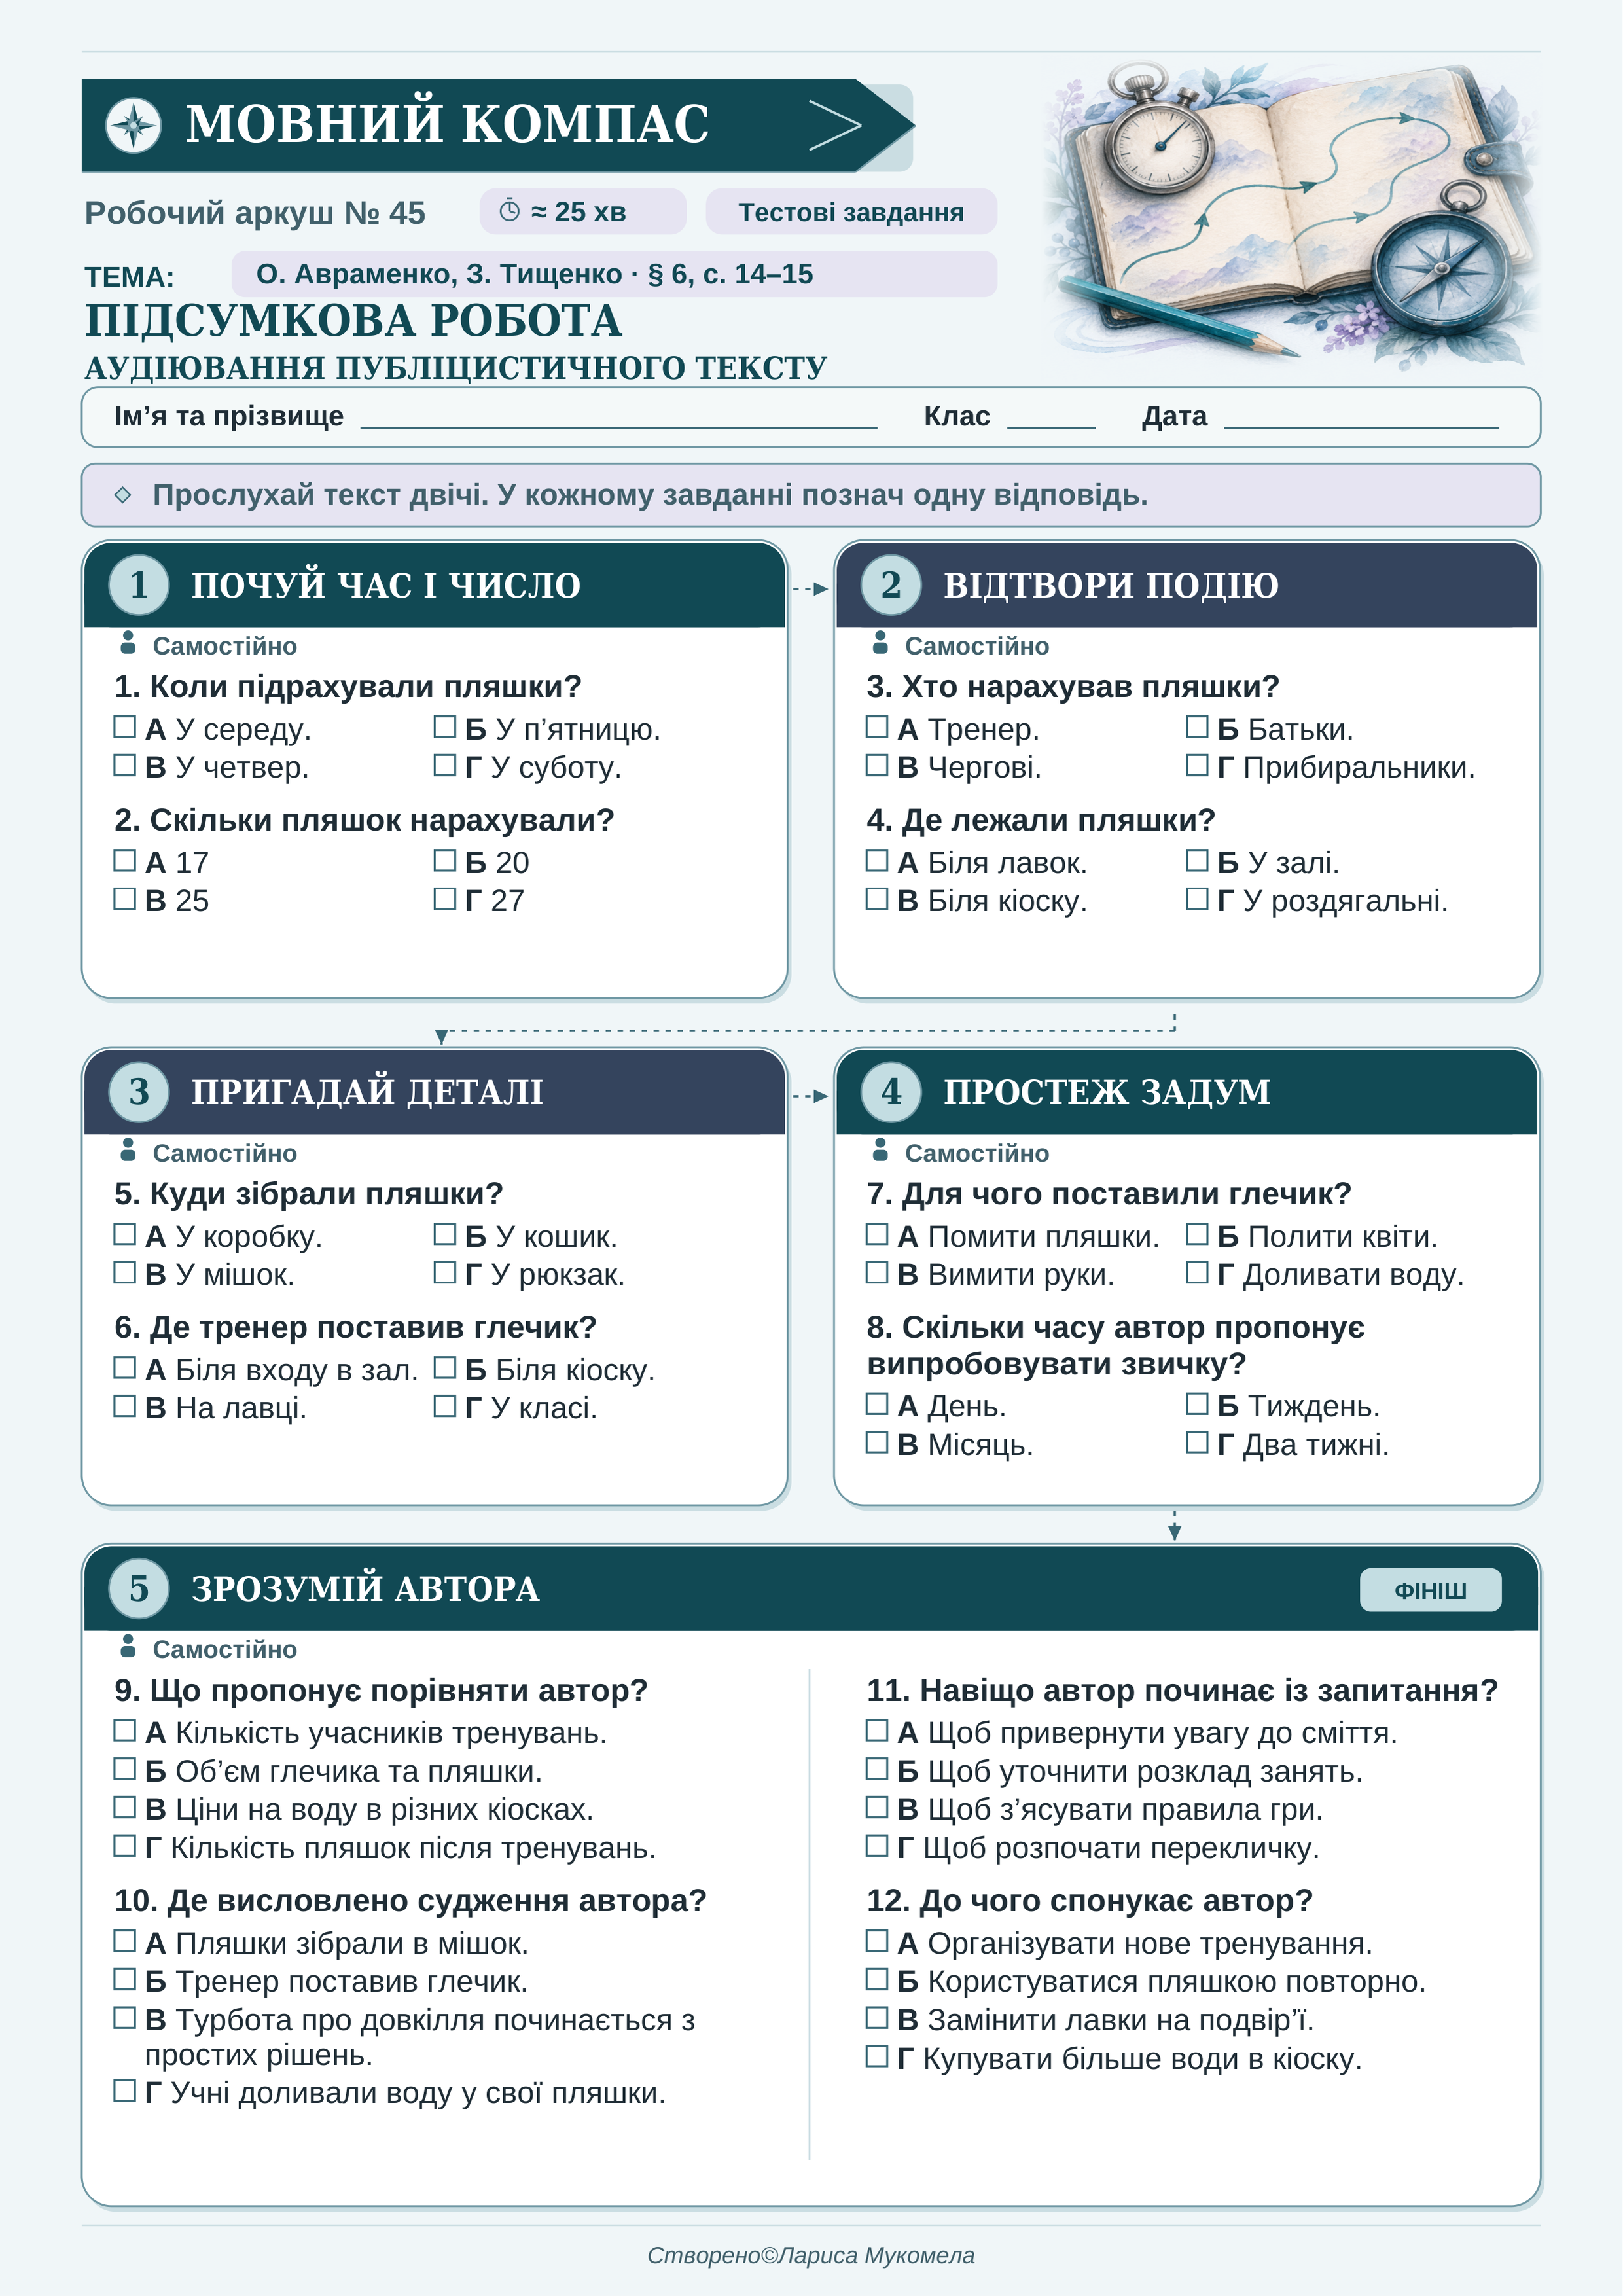 МОВНИЙ КОМПАС
Робочий аркуш № 45
≈ 25 хв
Тестові завдання
ТЕМА:
О. Авраменко, З. Тищенко · § 6, с. 14–15
ПІДСУМКОВА РОБОТА
АУДІЮВАННЯ ПУБЛІЦИСТИЧНОГО ТЕКСТУ
Ім’я та прізвище Клас Дата
Прослухай текст двічі. У кожному завданні познач одну відповідь.
1 ПОЧУЙ ЧАС І ЧИСЛО
Самостійно
1. Коли підрахували пляшки?
А У середу. Б У п’ятницю.
В У четвер. Г У суботу.
2. Скільки пляшок нарахували?
А 17 Б 20
В 25 Г 27
2 ВІДТВОРИ ПОДІЮ
Самостійно
3. Хто нарахував пляшки?
А Тренер. Б Батьки.
В Чергові. Г Прибиральники.
4. Де лежали пляшки?
А Біля лавок. Б У залі.
В Біля кіоску. Г У роздягальні.
3 ПРИГАДАЙ ДЕТАЛІ
Самостійно
5. Куди зібрали пляшки?
А У коробку. Б У кошик.
В У мішок. Г У рюкзак.
6. Де тренер поставив глечик?
А Біля входу в зал. Б Біля кіоску.
В На лавці. Г У класі.
4 ПРОСТЕЖ ЗАДУМ
Самостійно
7. Для чого поставили глечик?
А Помити пляшки. Б Полити квіти.
В Вимити руки. Г Доливати воду.
8. Скільки часу автор пропонує
випробовувати звичку?
А День. Б Тиждень.
В Місяць. Г Два тижні.
5 ЗРОЗУМІЙ АВТОРА
ФІНІШ
Самостійно
9. Що пропонує порівняти автор?
А Кількість учасників тренувань.
Б Об’єм глечика та пляшки.
В Ціни на воду в різних кіосках.
Г Кількість пляшок після тренувань.
10. Де висловлено судження автора?
А Пляшки зібрали в мішок.
Б Тренер поставив глечик.
В Турбота про довкілля починається з
простих рішень.
Г Учні доливали воду у свої пляшки.
11. Навіщо автор починає із запитання?
А Щоб привернути увагу до сміття.
Б Щоб уточнити розклад занять.
В Щоб з’ясувати правила гри.
Г Щоб розпочати перекличку.
12. До чого спонукає автор?
А Організувати нове тренування.
Б Користуватися пляшкою повторно.
В Замінити лавки на подвір’ї.
Г Купувати більше води в кіоску.
Створено©Лариса Мукомела